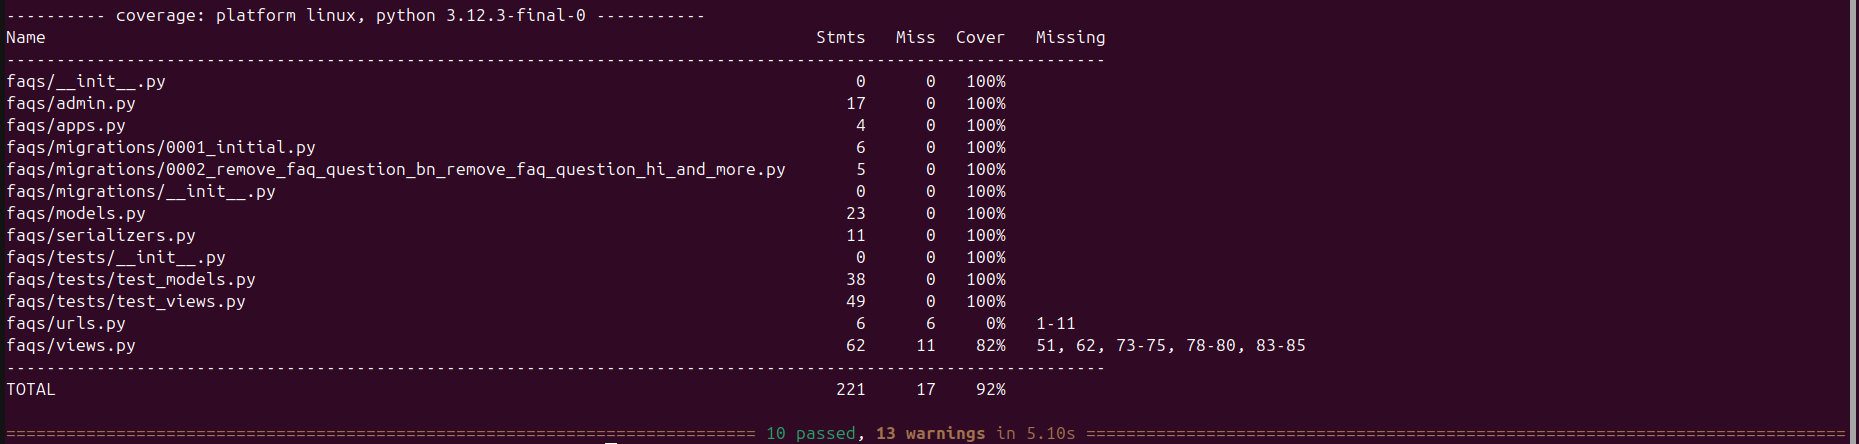 ---------- coverage: platform linux, python 3.12.3-final-0 -----------
Name                                                                             Stmts   Miss  Cover   Missing
--------------------------------------------------------------------------------------------------------------
faqs/__init__.py                                                                     0      0   100%
faqs/admin.py                                                                       17      0   100%
faqs/apps.py                                                                         4      0   100%
faqs/migrations/0001_initial.py                                                      6      0   100%
faqs/migrations/0002_remove_faq_question_bn_remove_faq_question_hi_and_more.py       5      0   100%
faqs/migrations/__init__.py                                                          0      0   100%
faqs/models.py                                                                      23      0   100%
faqs/serializers.py                                                                 11      0   100%
faqs/tests/__init__.py                                                               0      0   100%
faqs/tests/test_models.py                                                           38      0   100%
faqs/tests/test_views.py                                                            49      0   100%
faqs/urls.py                                                                         6      6     0%   1-11
faqs/views.py                                                                       62     11    82%   51, 62, 73-75, 78-80, 83-85
--------------------------------------------------------------------------------------------------------------
TOTAL                                                                              221     17    92%
=========================================================================== 10 passed, 13 warnings in 5.10s ============================================================================